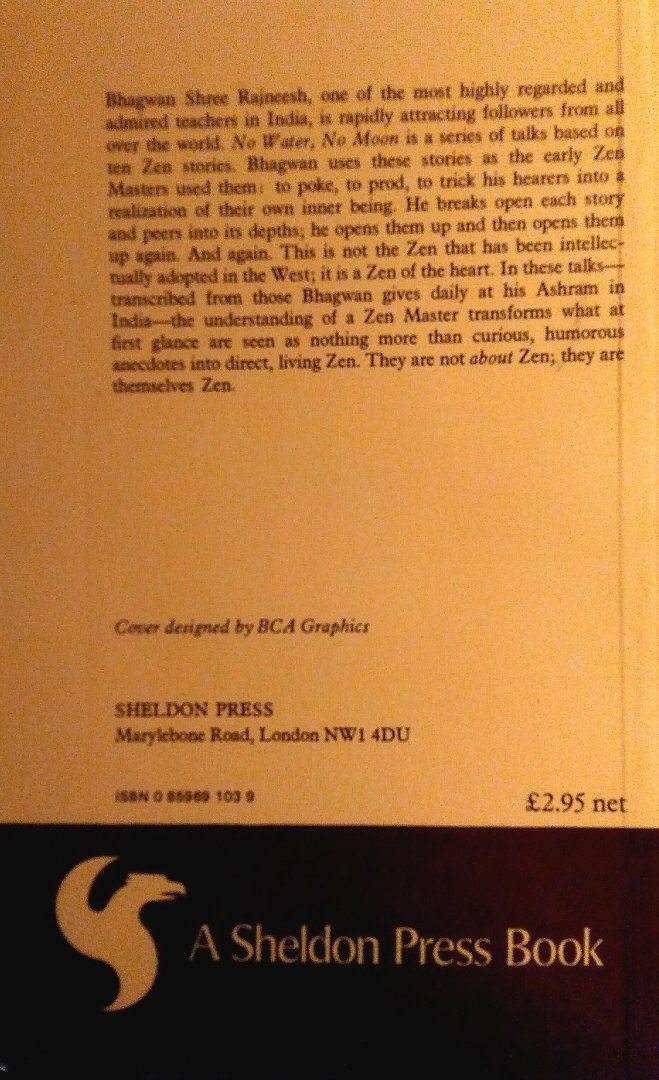 Bhagwan Shree Rajneesh, one of the most highly regarded and
admired teachers in India, is rapidly attracting followers from all
over the world. No Water, No Moon is a series of talks based on
ten Zen stories. Bhagwan uses these stories as the early Zen
Masters used them: to poke, to prod, to trick his hearers into a
realization of their own inner being. He breaks open each story
and peers into its depths; he opens them up and then opens them
up again. And again. This is not the Zen that has been intellec-
tually adopted in the West; it is a Zen of the heart. In these talks—
transcribed from those Bhagwan gives daily at his Ashram in
India—the understanding of a Zen Master transforms what at
first glance are seen as nothing more than curious, humorous
anecdotes into direct, living Zen. They are not about Zen; they are
themselves Zen.
Cover designed by BCA Graphics
SHELDON PRESS
Marylebone Road, London NW1 4DU
ISBN 0 85969 103 9
£2.95 net
A Sheldon Press Book